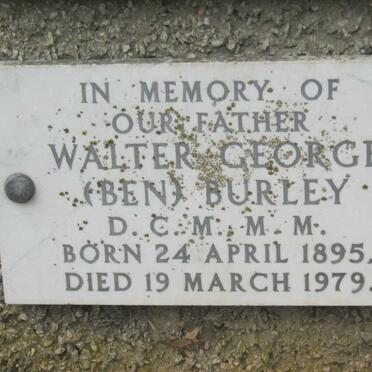 IN MEMORY OF
OUR FATHER
WALTER GEORGE
(BEN) BURLEY
D.C.M. M.M.
BORN 24 APRIL 1895,
DIED 19 MARCH 1979.